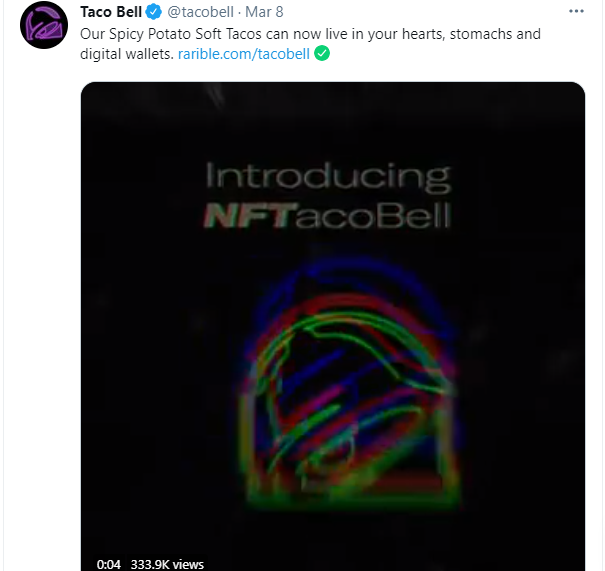 Taco Bell @tacobell · Mar 8
Our Spicy Potato Soft Tacos can now live in your hearts, stomachs and
digital wallets. rarible.com/tacobell
Introducing
NFTacoBell
0:04 333.9K views